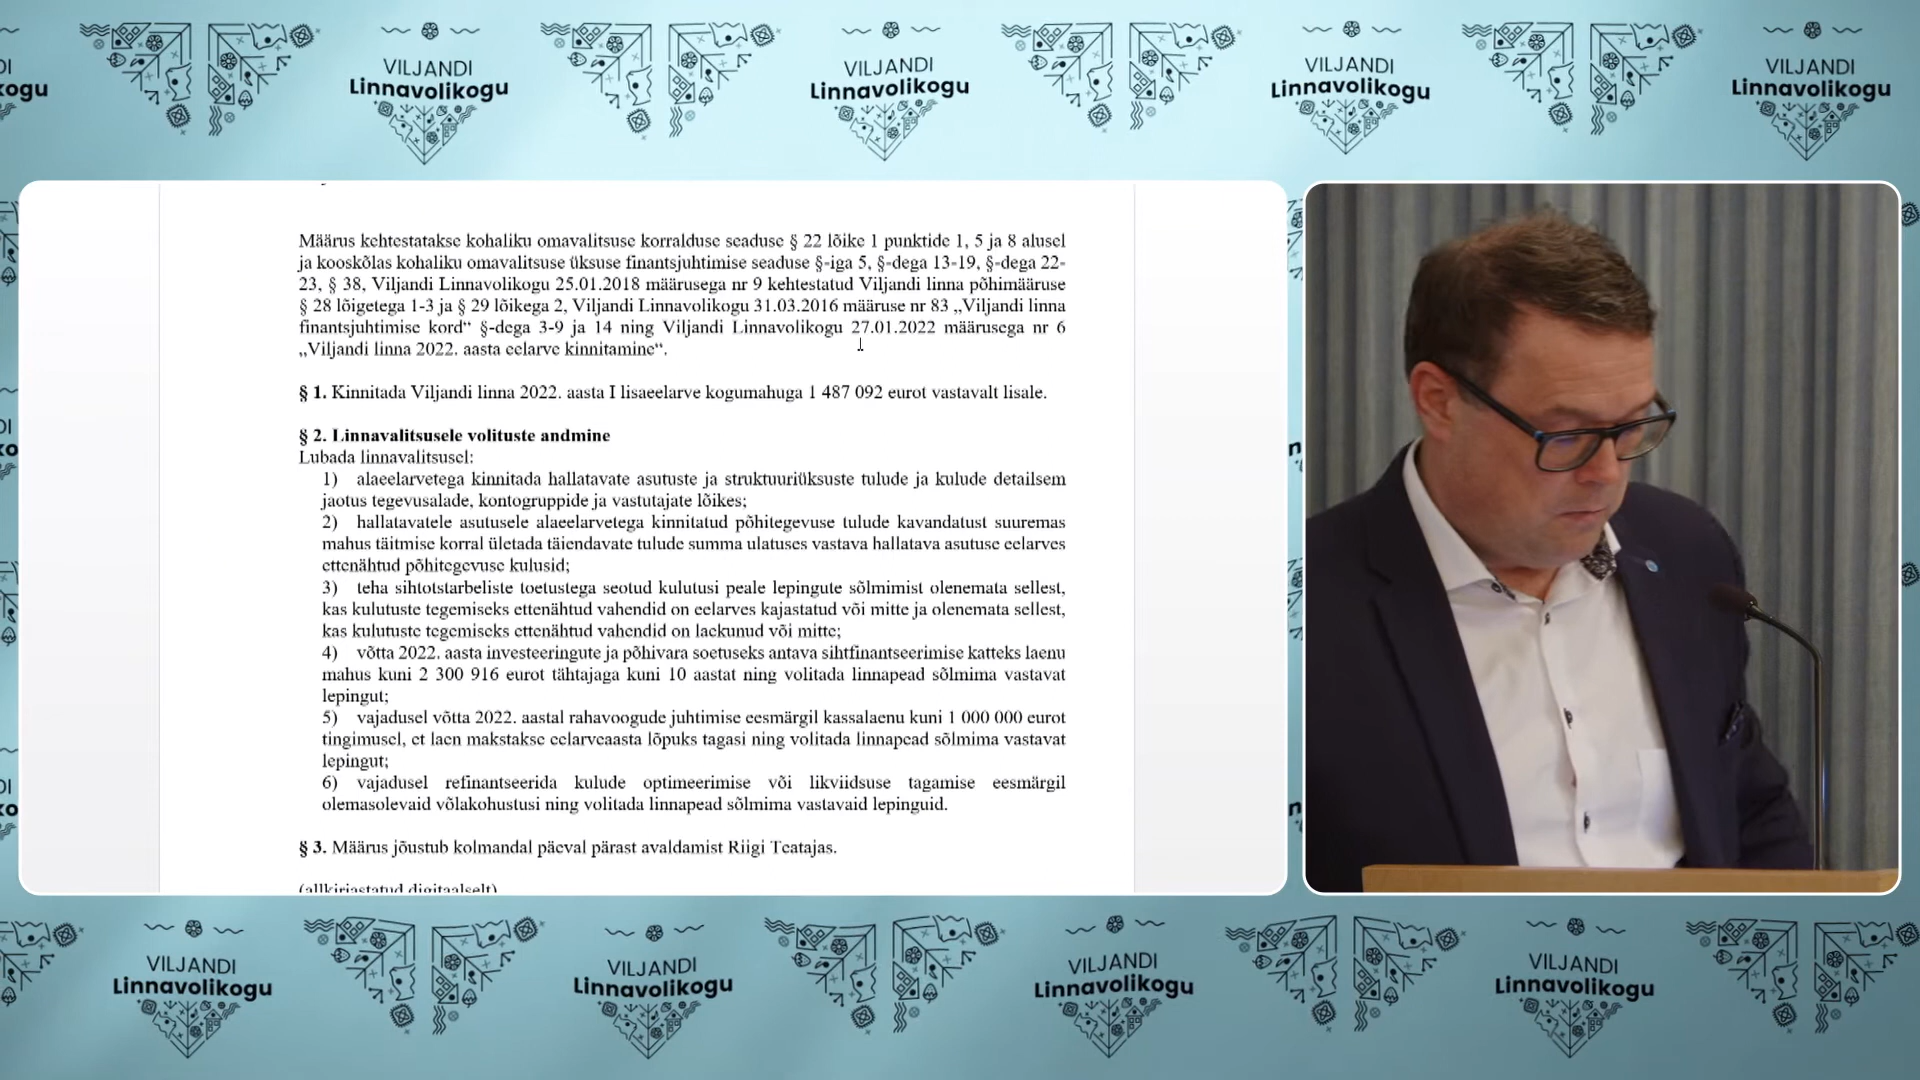 VILJANDI
Linnavolikogu
VILJANDI
Linnavolikogu
VILJANDI
Linnavolikogu
VILJANDI
Linnavolikogu
Määrus kehtestatakse kohaliku omavalitsuse korralduse seaduse § 22 lõike 1 punktide 1, 5 ja 8 alusel
ja kooskõlas kohaliku omavalitsuse üksuse finantsjuhtimise seaduse §-iga 5, §-dega 13-19, §-dega 22-
23, § 38, Viljandi Linnavolikogu 25.01.2018 määrusega nr 9 kehtestatud Viljandi linna põhimääruse
§ 28 lõigetega 1-3 ja § 29 lõikega 2, Viljandi Linnavolikogu 31.03.2016 määruse nr 83 „Viljandi linna
finantsjuhtimise kord“ §-dega 3-9 ja 14 ning Viljandi Linnavolikogu 27.01.2022 määrusega nr 6
„Viljandi linna 2022. aasta eelarve kinnitamine“.
§ 1. Kinnitada Viljandi linna 2022. aasta I lisaeelarve kogumahuga 1 487 092 eurot vastavalt lisale.
§ 2. Linnavalitsusele volituste andmine
Lubada linnavalitsusel:
1) alaeelarvetega kinnitada hallatavate asutuste ja struktuuriüksuste tulude ja kulude detailsem
jaotus tegevusalade, kontogruppide ja vastutajate lõikes;
2) hallatavatele asutusele alaeelarvetega kinnitatud põhitegevuse tulude kavandatust suuremas
mahus täitmise korral ületada täiendavate tulude summa ulatuses vastava hallatava asutuse eelarves
ettenähtud põhitegevuse kulusid;
3) teha sihtotstarbeliste toetustega seotud kulutusi peale lepingute sõlmimist olenemata sellest,
kas kulutuste tegemiseks ettenähtud vahendid on eelarves kajastatud või mitte ja olenemata sellest,
kas kulutuste tegemiseks ettenähtud vahendid on laekunud või mitte;
4) võtta 2022. aasta investeeringute ja põhivara soetuseks antava sihtfinantseerimise katteks laenu
mahus kuni 2 300 916 eurot tähtajaga kuni 10 aastat ning volitada linnapead sõlmima vastavat
lepingut;
5) vajadusel võtta 2022. aastal rahavoogude juhtimise eesmärgil kassalaenu kuni 1 000 000 eurot
tingimusel, et laen makstakse eelarveaasta lõpuks tagasi ning volitada linnapead sõlmima vastavat
lepingut;
6) vajadusel refinantseerida kulude optimeerimise või likviidsuse tagamise eesmärgil
olemasolevaid võlakohustusi ning volitada linnapead sõlmima vastavaid lepinguid.
§ 3. Määrus jõustub kolmandal päeval pärast avaldamist Riigi Teatajas.
(allkirjastatud digitaalselt)
VILJANDI
Linnavolikogu
VILJANDI
Linnavolikogu
VILJANDI
Linnavolikogu
VILJANDI
Linnavolikogu